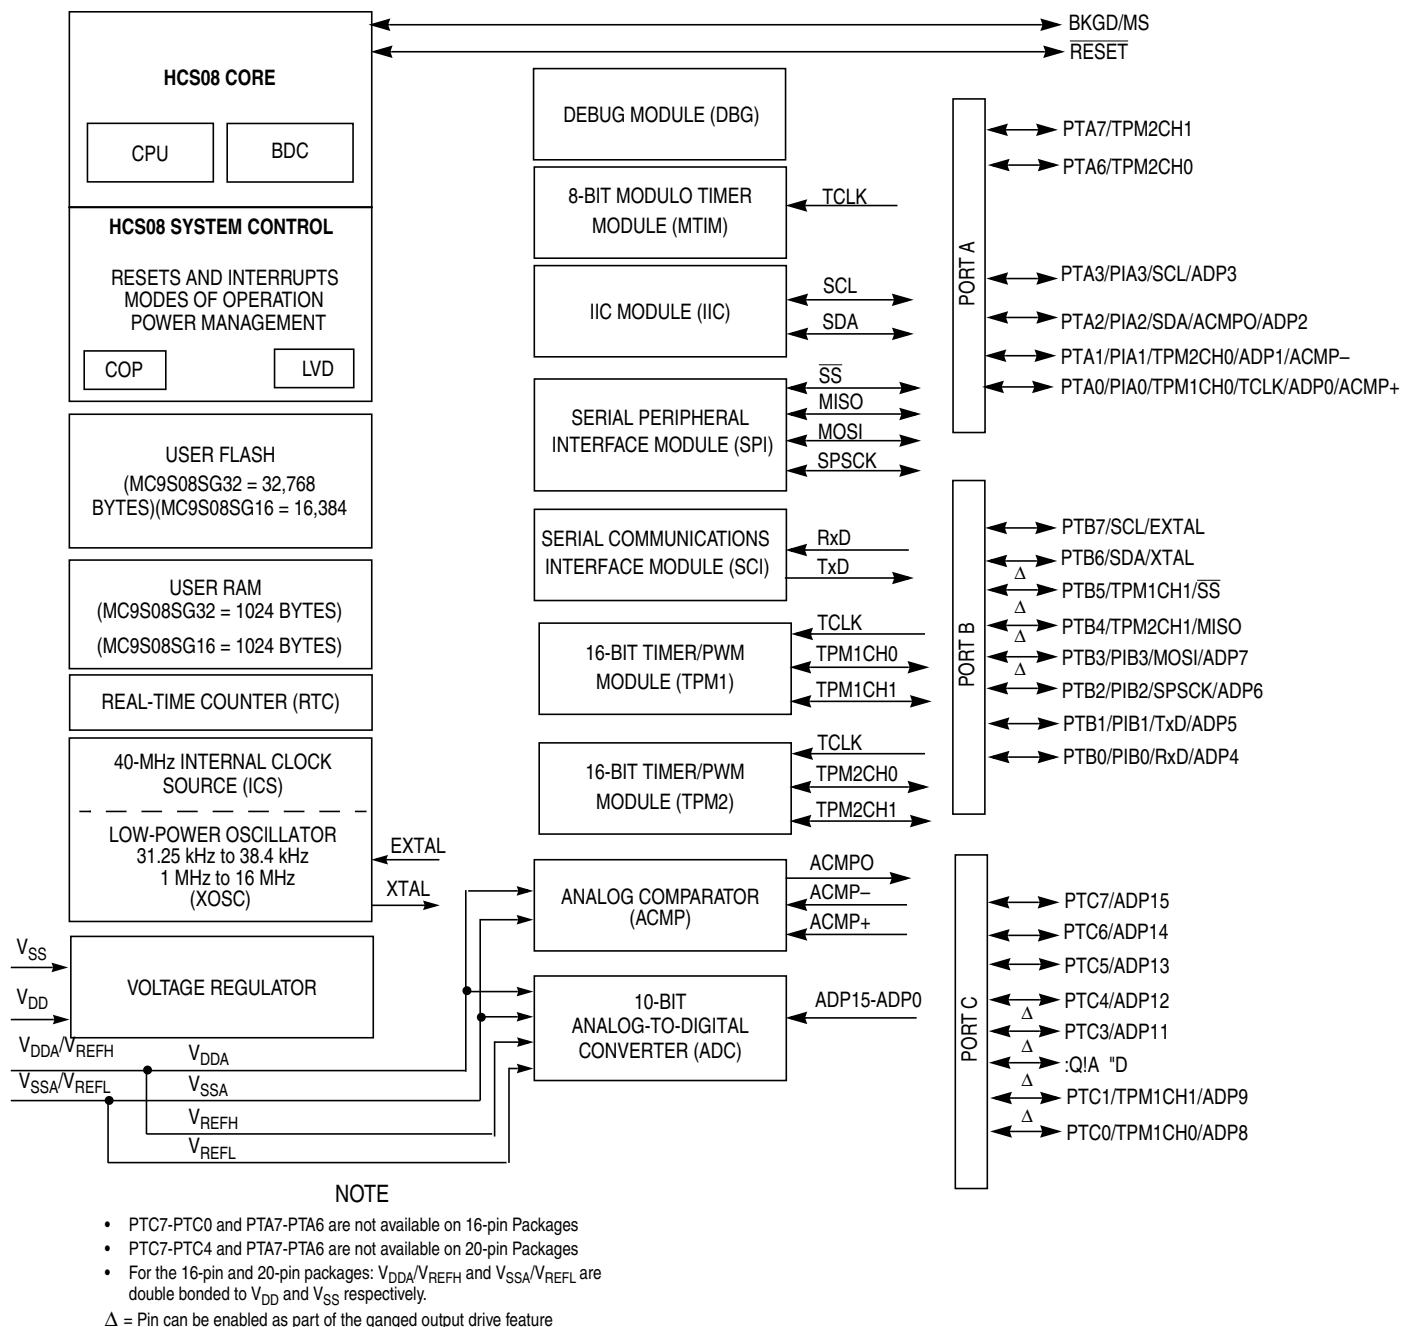 BKGD/MS
RESET
HCS08 CORE
CPU
BDC
HCS08 SYSTEM CONTROL
RESETS AND INTERRUPTS
MODES OF OPERATION
POWER MANAGEMENT
COP
LVD
USER FLASH
(MC9S08SG32 = 32,768
BYTES)(MC9S08SG16 = 16,384
USER RAM
(MC9S08SG32 = 1024 BYTES)
(MC9S08SG16 = 1024 BYTES)
REAL-TIME COUNTER (RTC)
40-MHz INTERNAL CLOCK
SOURCE (ICS)
LOW-POWER OSCILLATOR
31.25 kHz to 38.4 kHz
1 MHz to 16 MHz
(XOSC)
EXTAL
XTAL
VSS
VDD
VOLTAGE REGULATOR
VDDA/VREFH
VSSA/VREFL
VDDA
VSSA
VREFH
VREFL
DEBUG MODULE (DBG)
8-BIT MODULO TIMER
MODULE (MTIM)
TCLK
IIC MODULE (IIC)
SCL
SDA
SERIAL PERIPHERAL
INTERFACE MODULE (SPI)
SS
MISO
MOSI
SPSCK
SERIAL COMMUNICATIONS
INTERFACE MODULE (SCI)
RxD
TxD
16-BIT TIMER/PWM
MODULE (TPM1)
TCLK
TPM1CH0
TPM1CH1
16-BIT TIMER/PWM
MODULE (TPM2)
TCLK
TPM2CH0
TPM2CH1
ANALOG COMPARATOR
(ACMP)
ACMPO
ACMP–
ACMP+
10-BIT
ANALOG-TO-DIGITAL
CONVERTER (ADC)
ADP15-ADP0
PORT A
PTA7/TPM2CH1
PTA6/TPM2CH0
PTA3/PIA3/SCL/ADP3
PTA2/PIA2/SDA/ACMPO/ADP2
PTA1/PIA1/TPM2CH0/ADP1/ACMP–
PTA0/PIA0/TPM1CH0/TCLK/ADP0/ACMP+
PORT B
PTB7/SCL/EXTAL
PTB6/SDA/XTAL
Δ
PTB5/TPM1CH1/SS
Δ
PTB4/TPM2CH1/MISO
Δ
PTB3/PIB3/MOSI/ADP7
Δ
PTB2/PIB2/SPSCK/ADP6
PTB1/PIB1/TxD/ADP5
PTB0/PIB0/RxD/ADP4
PORT C
PTC7/ADP15
PTC6/ADP14
PTC5/ADP13
PTC4/ADP12
Δ
PTC3/ADP11
Δ
:Q!A "D
Δ
PTC1/TPM1CH1/ADP9
Δ
PTC0/TPM1CH0/ADP8
NOTE
• PTC7-PTC0 and PTA7-PTA6 are not available on 16-pin Packages
• PTC7-PTC4 and PTA7-PTA6 are not available on 20-pin Packages
• For the 16-pin and 20-pin packages: VDDA/VREFH and VSSA/VREFL are
double bonded to VDD and VSS respectively.
Δ = Pin can be enabled as part of the ganged output drive feature